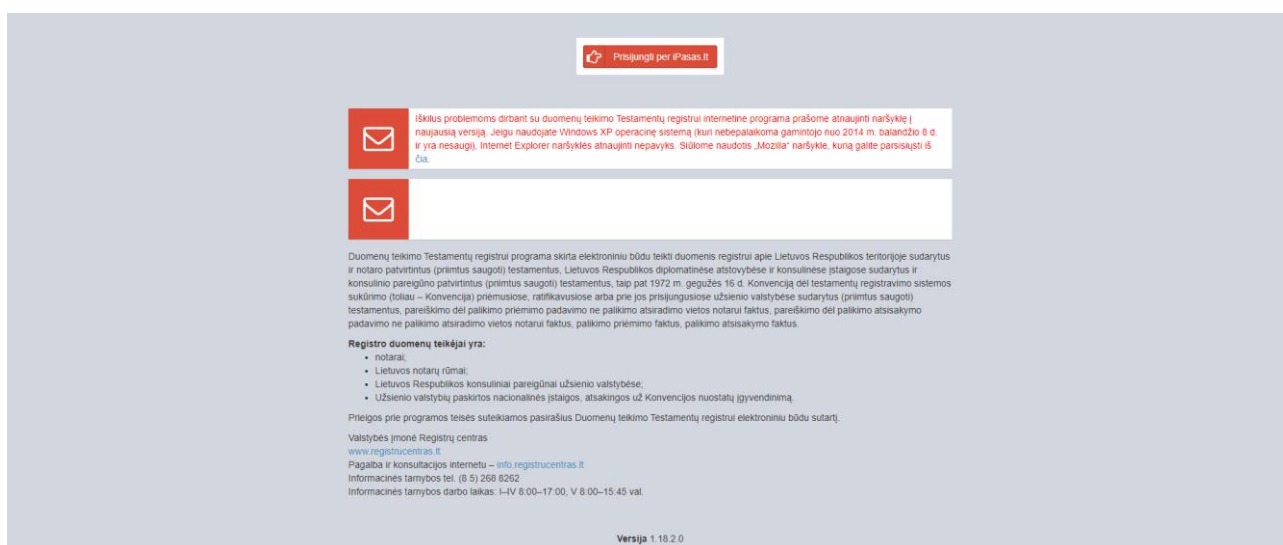 Prisijungti per iPasas.lt
Iškilus problemoms dirbant su duomenų teikimo Testamentų registrui internetine programa prašome atnaujinti naršyklę į
naujausią versiją. Jeigu naudojate Windows XP operacinę sistemą (kuri nebepalaikoma gamintojo nuo 2014 m. balandžio 8 d.
ir yra nesaugi), Internet Explorer naršyklės atnaujinti nepavyks. Siūlome naudotis „Mozilla“ naršykle, kurią galite parsisiųsti iš
čia.
Duomenų teikimo Testamentų registrui programa skirta elektroniniu būdu teikti duomenis registrui apie Lietuvos Respublikos teritorijoje sudarytus
ir notaro patvirtintus (priimtus saugoti) testamentus, Lietuvos Respublikos diplomatinėse atstovybėse ir konsulinėse įstaigose sudarytus ir
konsulinio pareigūno patvirtintus (priimtus saugoti) testamentus, taip pat 1972 m. gegužės 16 d. Konvenciją dėl testamentų registravimo sistemos
sukūrimo (toliau – Konvencija) priėmusiose, ratifikavusiose arba prie jos prisijungusiose užsienio valstybėse sudarytus (priimtus saugoti)
testamentus, pareiškimo dėl palikimo priėmimo padavimo ne palikimo atsiradimo vietos notarui faktus, pareiškimo dėl palikimo atsisakymo
padavimo ne palikimo atsiradimo vietos notarui faktus, palikimo priėmimo faktus, palikimo atsisakymo faktus.
Registro duomenų teikėjai yra:
• notarai;
• Lietuvos notarų rūmai;
• Lietuvos Respublikos konsuliniai pareigūnai užsienio valstybėse;
• Užsienio valstybių paskirtos nacionalinės įstaigos, atsakingos už Konvencijos nuostatų įgyvendinimą.
Prieigos prie programos teisės suteikiamos pasirašius Duomenų teikimo Testamentų registrui elektroniniu būdu sutartį.
Valstybės įmonė Registrų centras
www.registrucentras.lt
Pagalba ir konsultacijos internetu – info.registrucentras.lt
Informacinės tarnybos tel. (8 5) 268 8262
Informacinės tarnybos darbo laikas: I–IV 8:00–17:00, V 8:00–15:45 val.
Versija 1.18.2.0